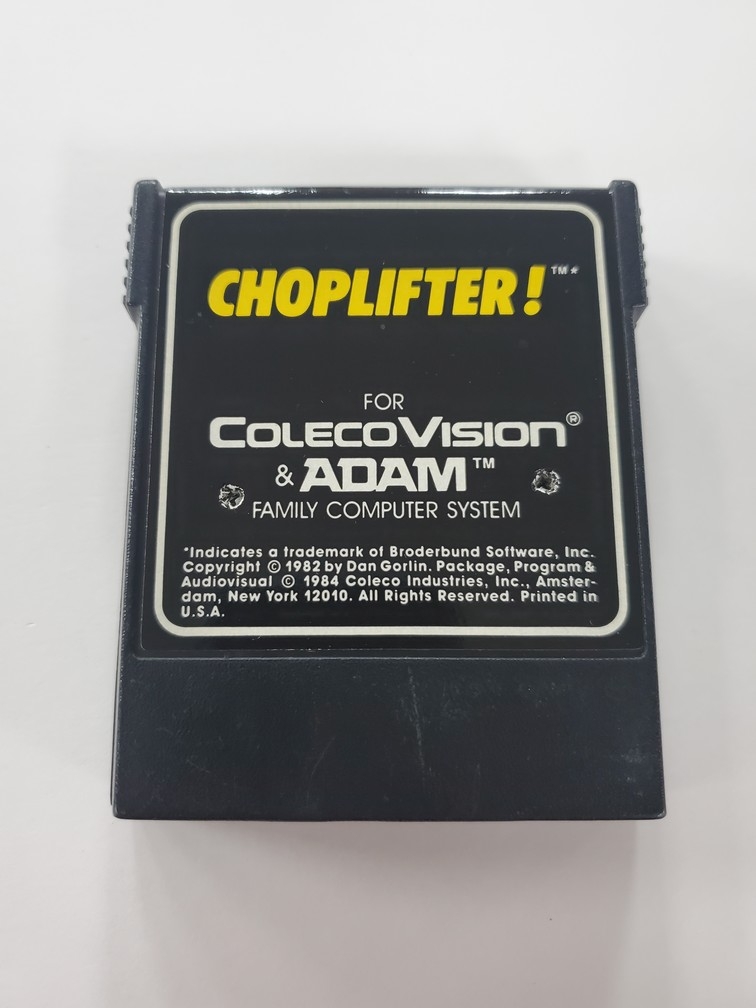 CHOPLIFTER!™*
FOR
COLECOVISION®
& ADAM™
FAMILY COMPUTER SYSTEM
*Indicates a trademark of Broderbund Software, Inc.
Copyright © 1982 by Dan Gorlin. Package, Program &
Audiovisual © 1984 Coleco Industries, Inc., Amster-
dam, New York 12010. All Rights Reserved. Printed in
U.S.A.